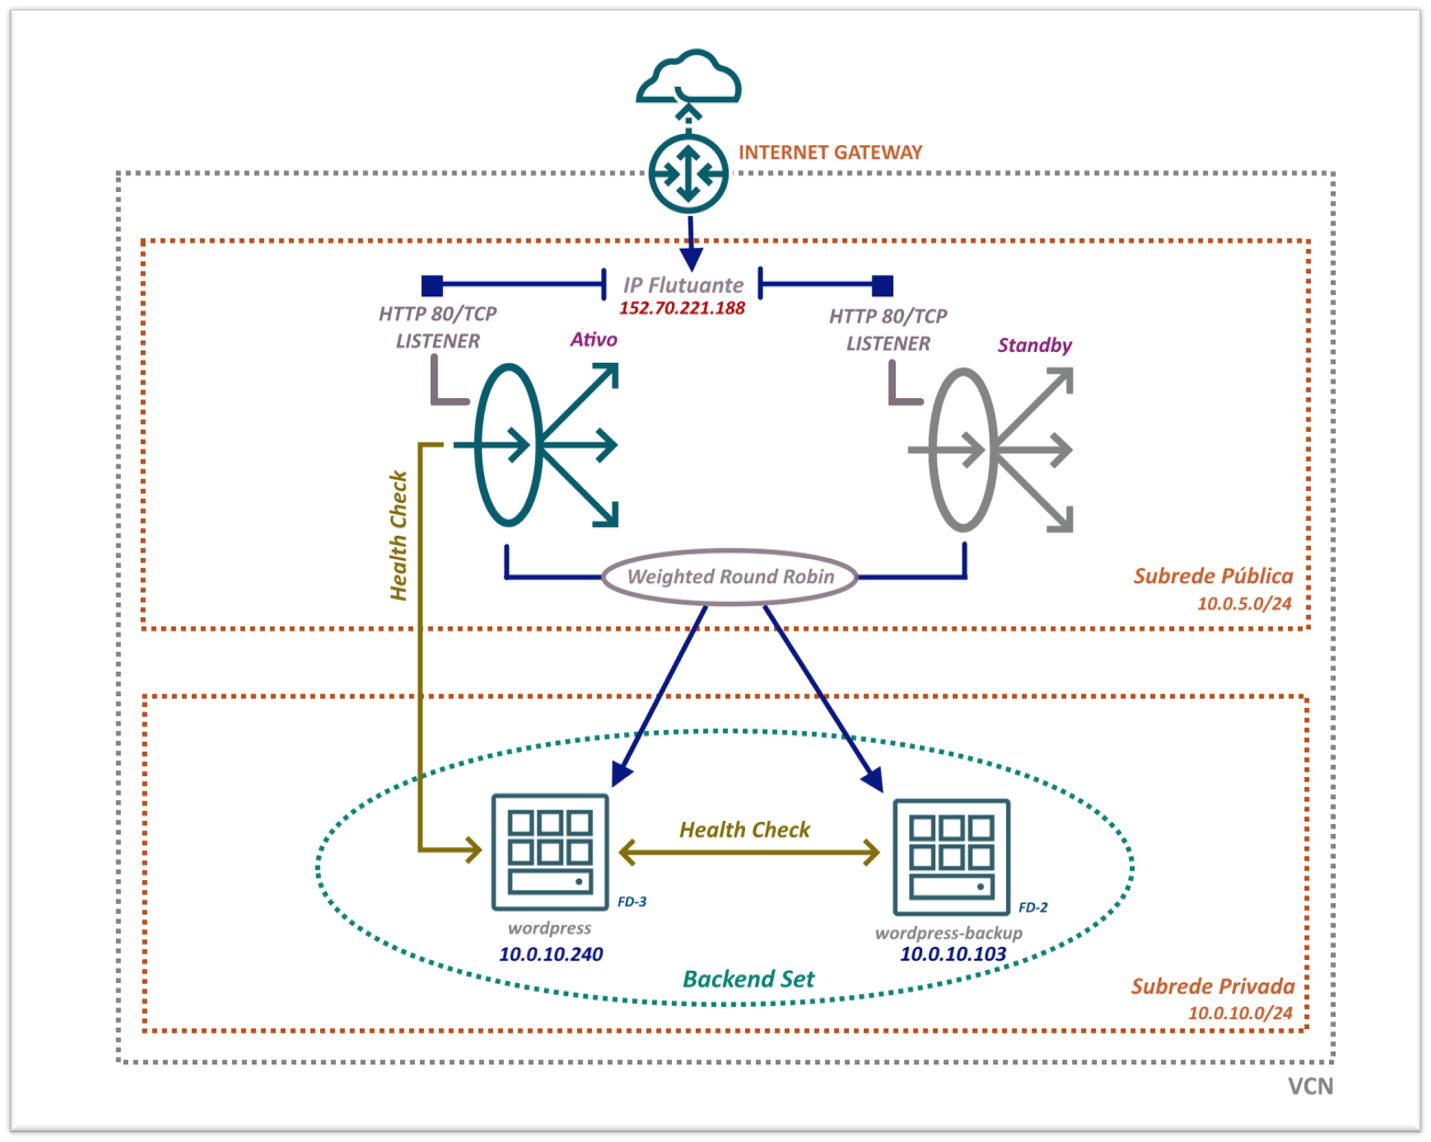 INTERNET GATEWAY
IP Flutuante
152.70.221.188
HTTP 80/TCP
LISTENER
HTTP 80/TCP
LISTENER
Ativo
Standby
Health Check
Weighted Round Robin
Subrede Pública
10.0.5.0/24
Health Check
FD-3
FD-2
wordpress
10.0.10.240
wordpress-backup
10.0.10.103
Backend Set
Subrede Privada
10.0.10.0/24
VCN